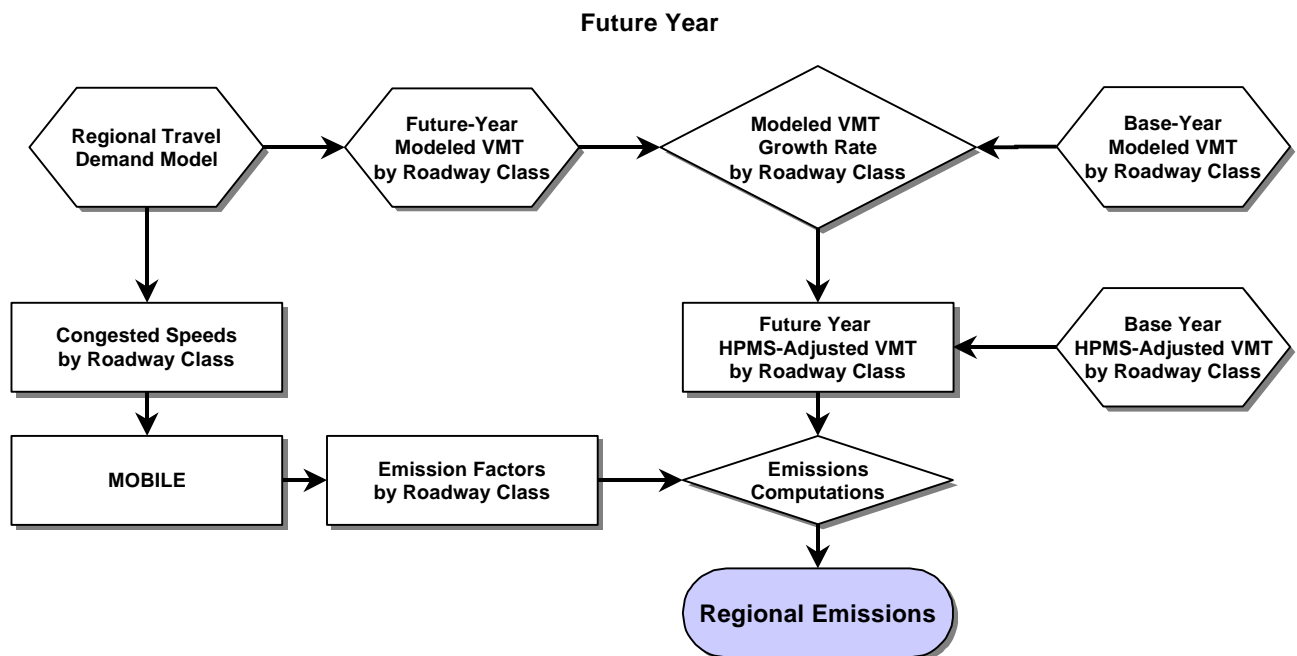 Future Year
Regional Travel
Demand Model
Future-Year
Modeled VMT
by Roadway Class
Modeled VMT
Growth Rate
by Roadway Class
Base-Year
Modeled VMT
by Roadway Class
Congested Speeds
by Roadway Class
Future Year
HPMS-Adjusted VMT
by Roadway Class
Base Year
HPMS-Adjusted VMT
by Roadway Class
MOBILE
Emission Factors
by Roadway Class
Emissions
Computations
Regional Emissions